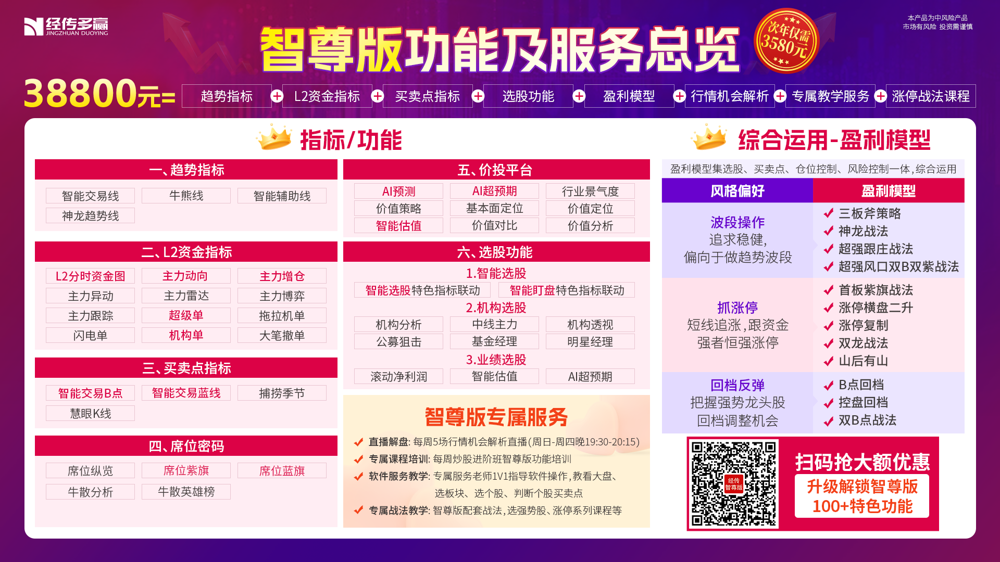 经传多赢
JINGZHUAN DUOYING
智尊版功能及服务总览
次年仅需
3580元
本产品为中风险产品
市场有风险 投资需谨慎
38800元=
趋势指标 + L2资金指标 + 买卖点指标 + 选股功能 + 盈利模型 + 行情机会解析 + 专属教学服务 + 涨停战法课程
指标/功能
一、趋势指标
智能交易线 牛熊线 智能辅助线
神龙趋势线
二、L2资金指标
L2分时资金图 主力动向 主力增仓
主力异动 主力雷达 主力博弈
主力跟踪 超级单 拖拉机单
闪电单 机构单 大笔撤单
三、买卖点指标
智能交易B点 智能交易蓝线 捕捞季节
慧眼K线
四、席位密码
席位纵览 席位紫旗 席位蓝旗
牛散分析 牛散英雄榜
五、价投平台
AI预测 AI超预期 行业景气度
价值策略 基本面定位 价值定位
智能估值 价值对比 价值分析
六、选股功能
1.智能选股
智能选股特色指标联动 智能盯盘特色指标联动
2.机构选股
机构分析 中线主力 机构透视
公募狙击 基金经理 明星经理
3.业绩选股
滚动净利润 智能估值 AI超预期
智尊版专属服务
直播解盘: 每周5场行情机会解析直播(周日-周四晚19:30-20:15)
专属课程培训: 每周炒股进阶班智尊版功能培训
软件服务教学: 专属服务老师1V1指导软件操作,教看大盘、
选板块、选个股、判断个股买卖点
专属战法教学: 智尊版配套战法,选强势股、涨停系列课程等
综合运用-盈利模型
盈利模型集选股、买卖点、仓位控制、风险控制一体,综合运用
风格偏好 盈利模型
波段操作
追求稳健,
偏向于做趋势波段
三板斧策略
神龙战法
超强跟庄战法
超强风口双B双紫战法
抓涨停
短线追涨,跟资金
强者恒强涨停
首板紫旗战法
涨停横盘二升
涨停复制
双龙战法
山后有山
回档反弹
把握强势龙头股
回档调整机会
B点回档
控盘回档
双B点战法
经传
智尊版
扫码抢大额优惠
升级解锁智尊版
100+特色功能